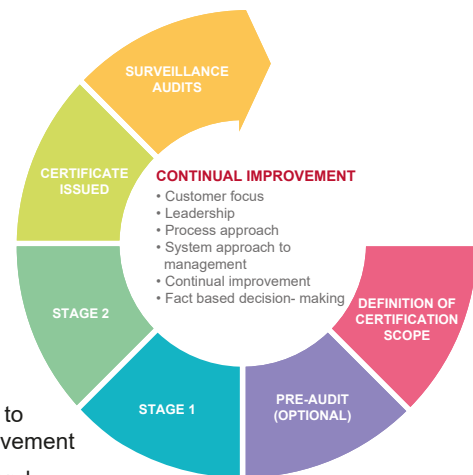 SURVEILLANCE
AUDITS
CERTIFICATE
ISSUED
CONTINUAL IMPROVEMENT
• Customer focus
• Leadership
• Process approach
• System approach to
management
• Continual improvement
• Fact based decision- making
STAGE 2
DEFINITION OF
CERTIFICATION
SCOPE
STAGE 1
PRE-AUDIT
(OPTIONAL)
to
vement